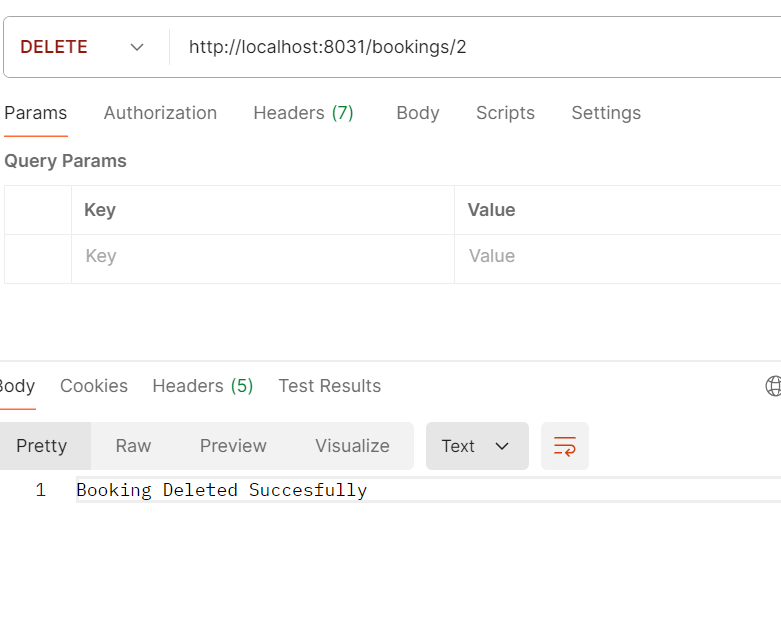 DELETE http://localhost:8031/bookings/2
Params Authorization Headers (7) Body Scripts Settings
Query Params
Key Value
Key Value
Body Cookies Headers (5) Test Results
Pretty Raw Preview Visualize Text
1 Booking Deleted Succesfully